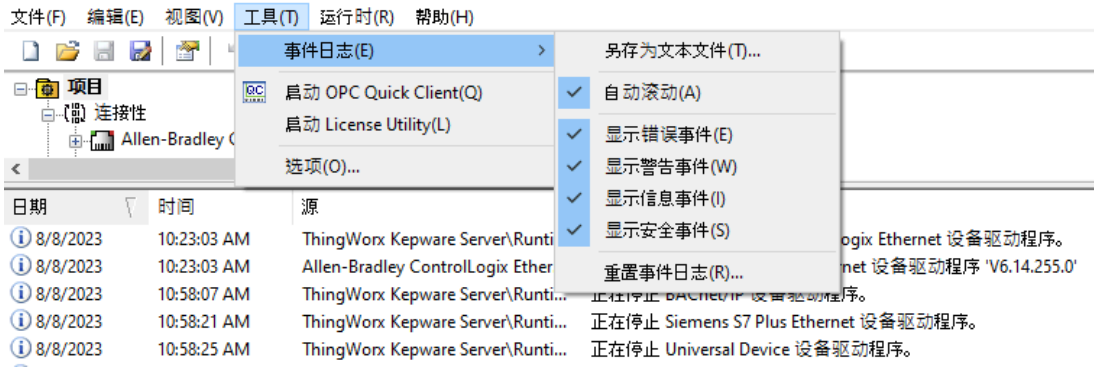 文件(F) 编辑(E) 视图(V) 工具(T) 运行时(R) 帮助(H)
事件日志(E)
启动 OPC Quick Client(Q)
启动 License Utility(L)
选项(O)...
另存为文本文件(T)...
自动滚动(A)
显示错误事件(E)
显示警告事件(W)
显示信息事件(I)
显示安全事件(S)
重置事件日志(R)...
项目
连接性
Allen-Bradley
日期 时间 源
8/8/2023 10:23:03 AM ThingWorx Kepware Server\Runti ogix Ethernet 设备驱动程序。
8/8/2023 10:23:03 AM Allen-Bradley ControlLogix Ether net 设备驱动程序 'V6.14.255.0'
8/8/2023 10:58:07 AM ThingWorx Kepware Server\Runti... 正在停止 BACnet/IP 设备驱动程序。
8/8/2023 10:58:21 AM ThingWorx Kepware Server\Runti... 正在停止 Siemens S7 Plus Ethernet 设备驱动程序。
8/8/2023 10:58:25 AM ThingWorx Kepware Server\Runti... 正在停止 Universal Device 设备驱动程序。